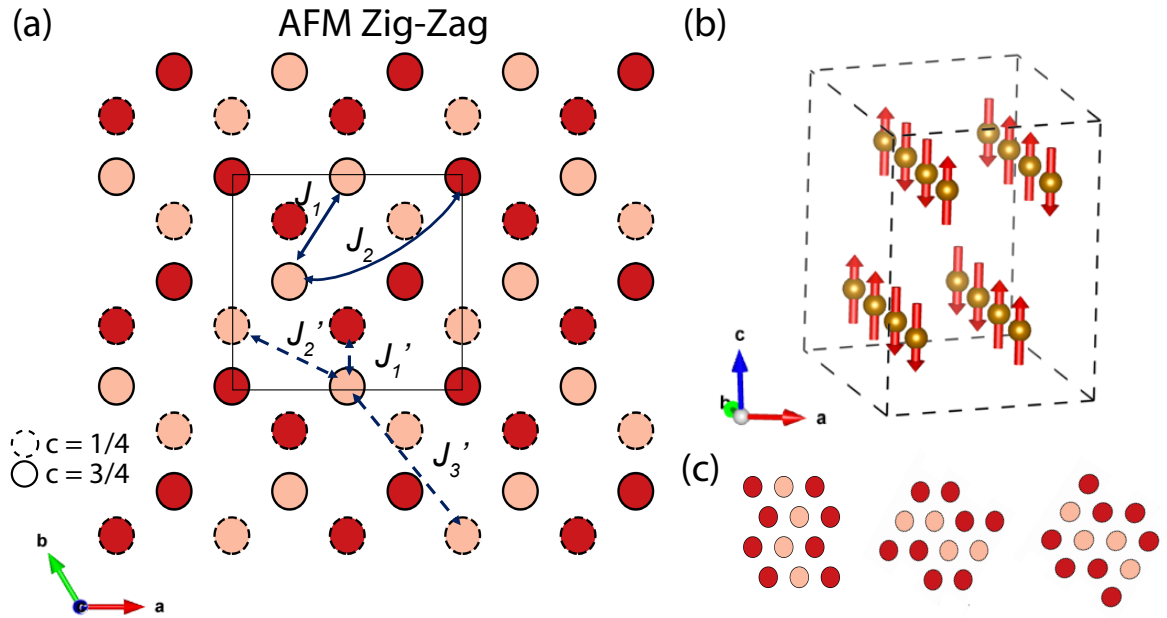 (a)
AFM Zig-Zag
(b)
J1
J2
J2'
J1'
J3'
c = 1/4
c = 3/4
b
c
a
c
b
a
(c)